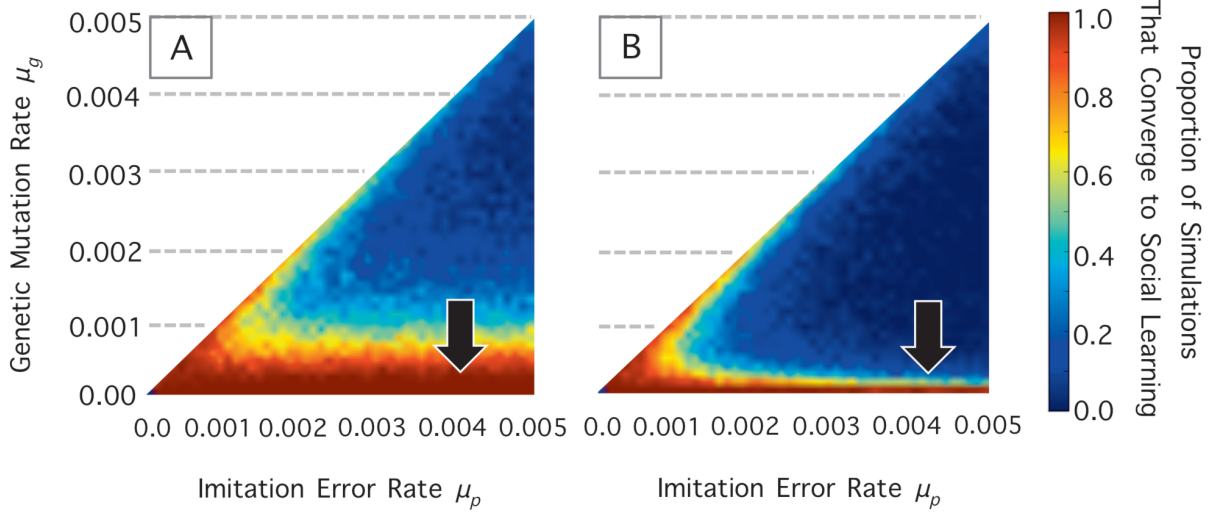 A
B
Genetic Mutation Rate μg
0.005
0.004
0.003
0.002
0.001
0.00
0.0 0.001 0.002 0.003 0.004 0.005
0.0 0.001 0.002 0.003 0.004 0.005
Imitation Error Rate μp
Imitation Error Rate μp
1.0
0.8
0.6
0.4
0.2
0.0
Proportion of Simulations
That Converge to Social Learning